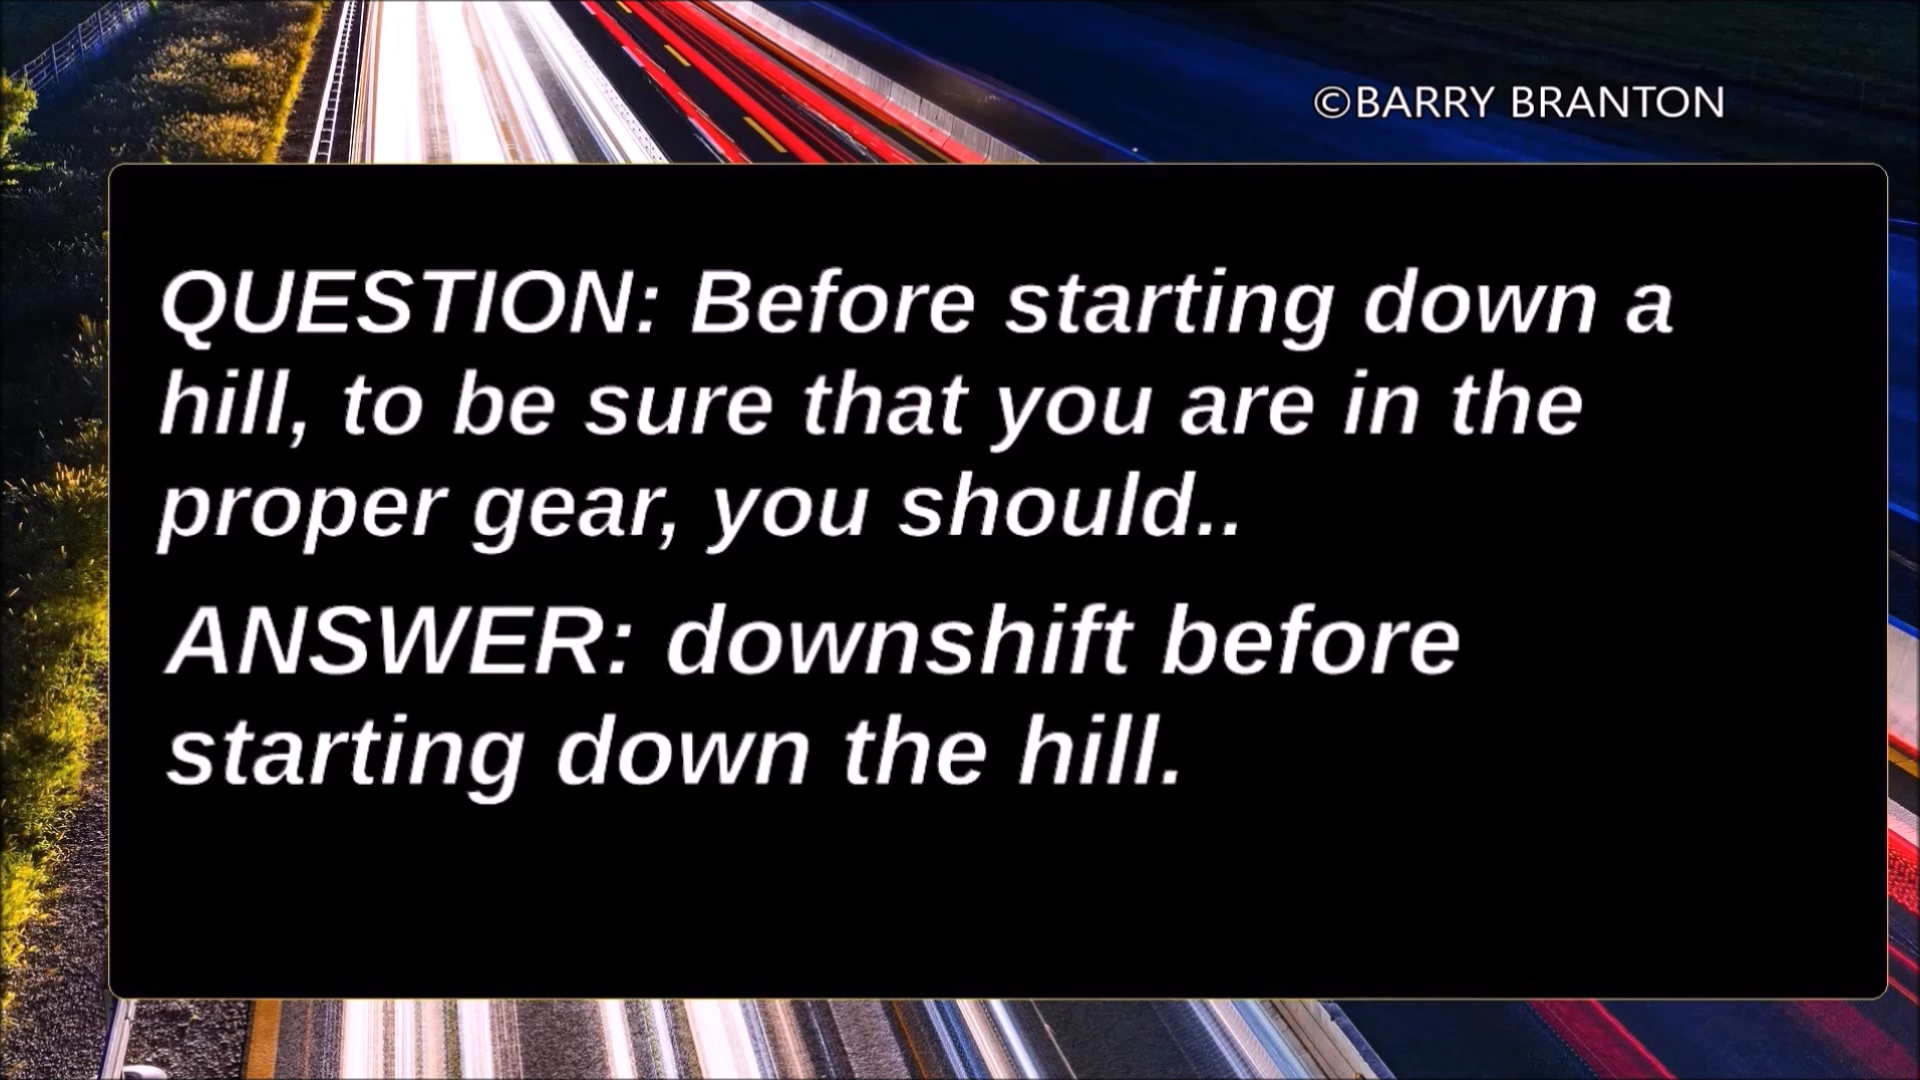 ©BARRY BRANTON
QUESTION: Before starting down a
hill, to be sure that you are in the
proper gear, you should..
ANSWER: downshift before
starting down the hill.